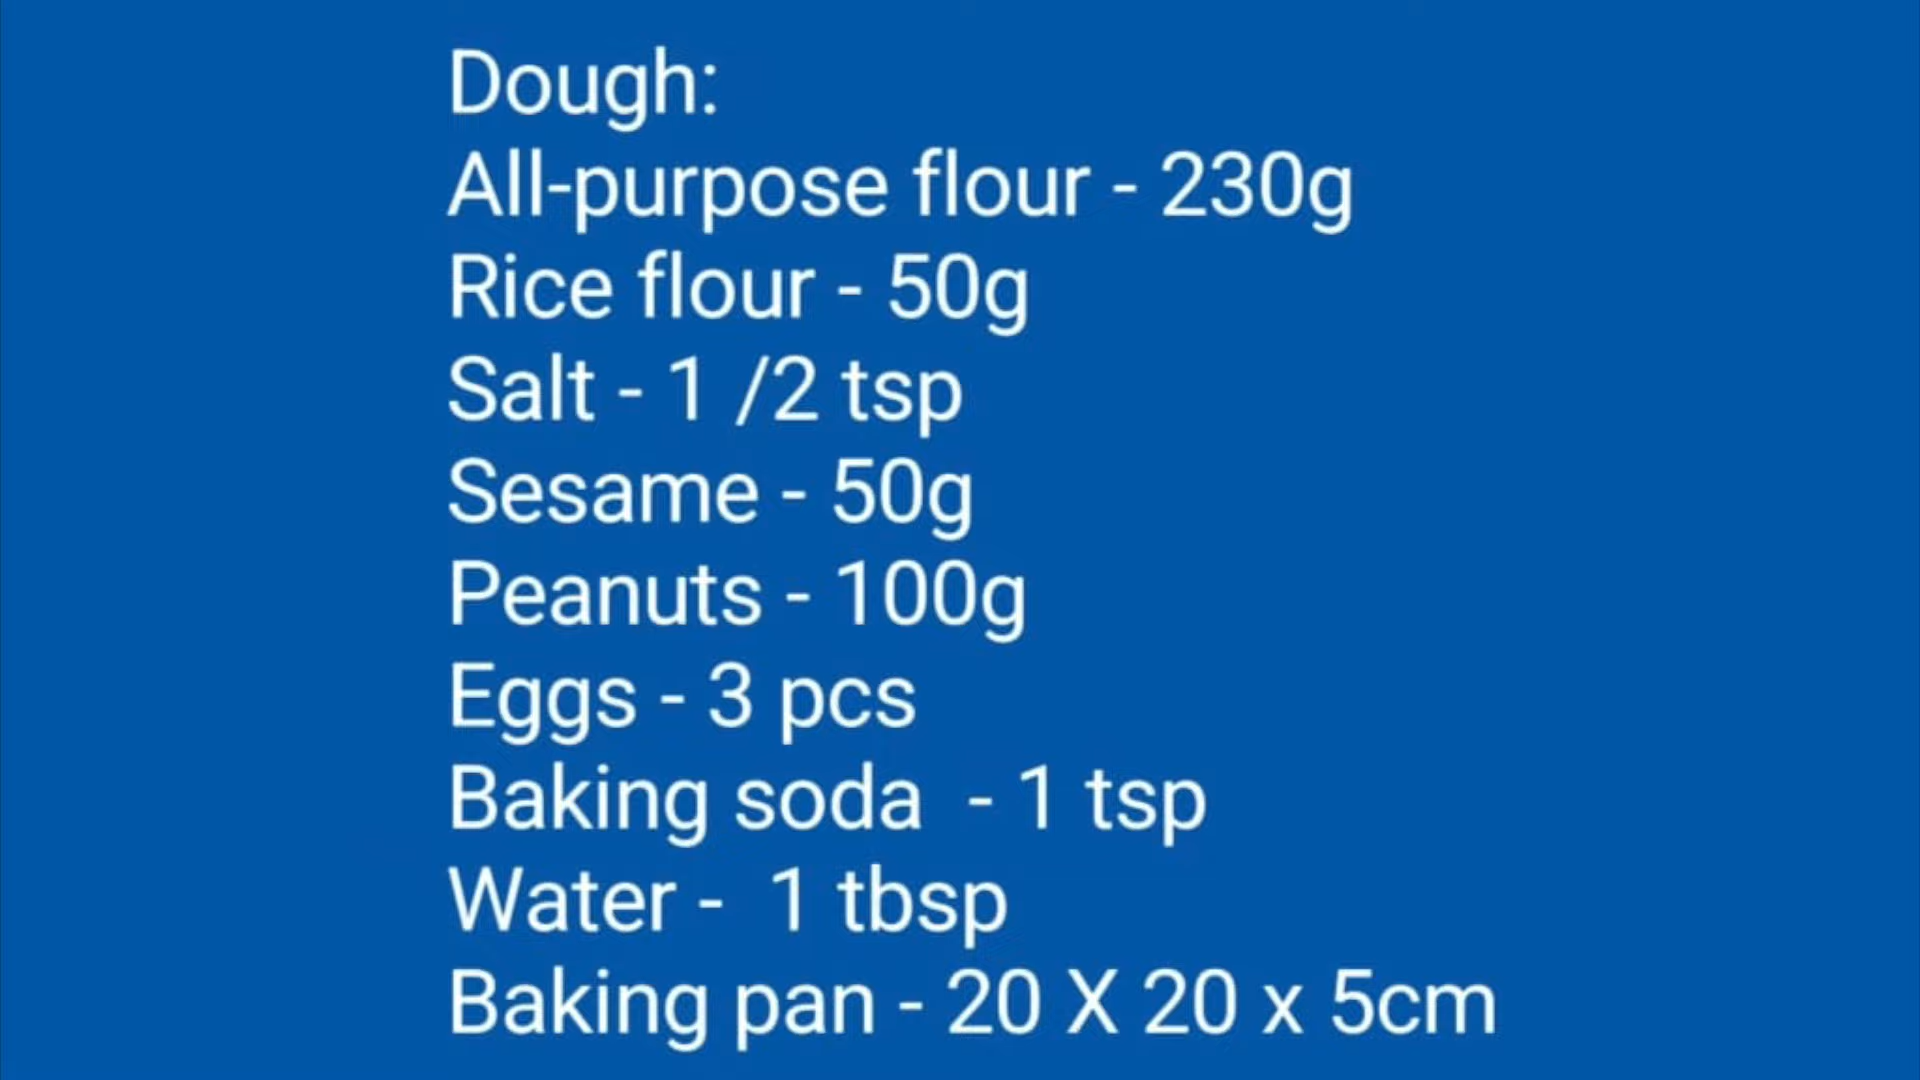 Dough:
All-purpose flour - 230g
Rice flour - 50g
Salt - 1 /2 tsp
Sesame - 50g
Peanuts - 100g
Eggs - 3 pcs
Baking soda  - 1 tsp
Water -  1 tbsp
Baking pan - 20 X 20 x 5cm